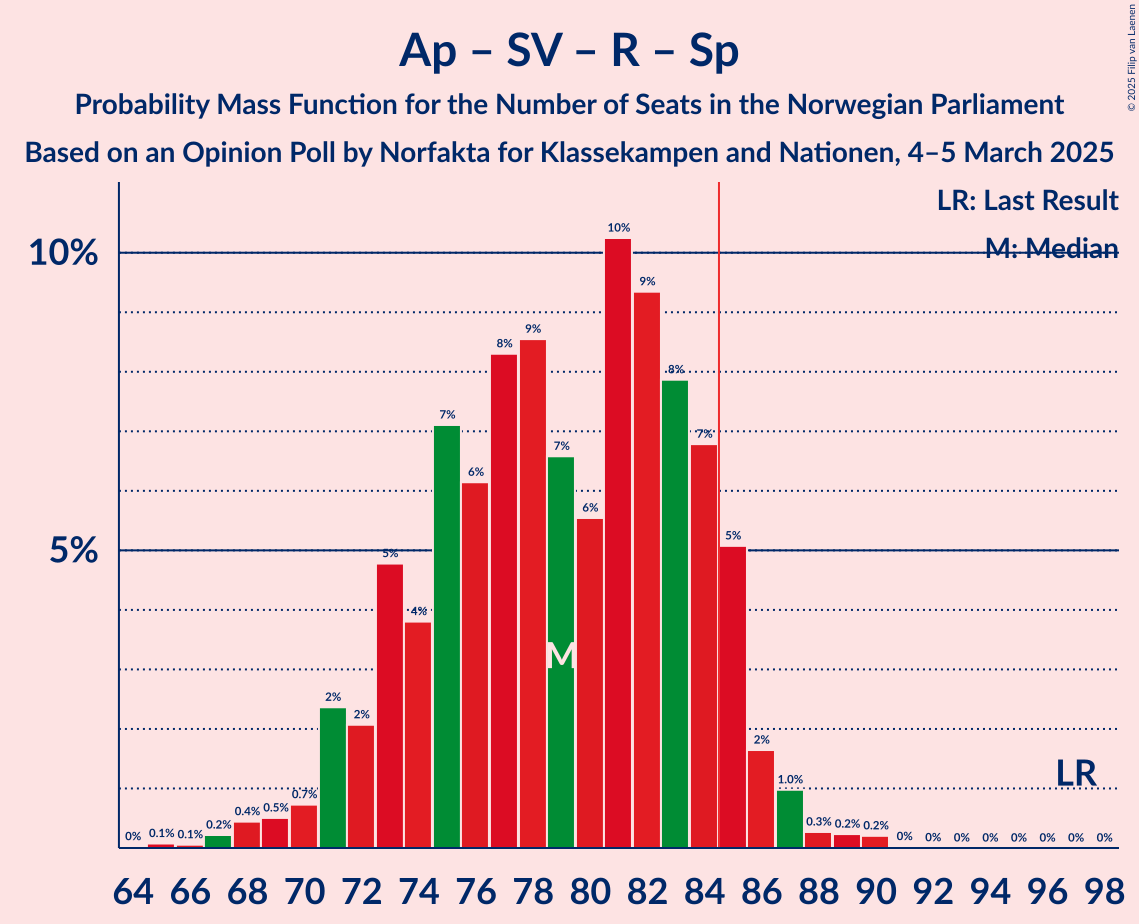 Ap – SV – R – Sp
Probability Mass Function for the Number of Seats in the Norwegian Parliament
Based on an Opinion Poll by Norfakta for Klassekampen and Nationen, 4–5 March 2025
© 2025 Filip van Laenen
LR: Last Result
M: Median
10%
5%
0% 0.1% 0.1% 0.2% 0.4% 0.5% 0.7% 2% 2% 5% 4% 7% 6% 8% 9% 7% 6% 10% 9% 8% 7% 5% 2% 1.0% 0.3% 0.2% 0.2% 0% 0% 0% 0% 0% 0% 0% 0%
M
LR
64 66 68 70 72 74 76 78 80 82 84 86 88 90 92 94 96 98